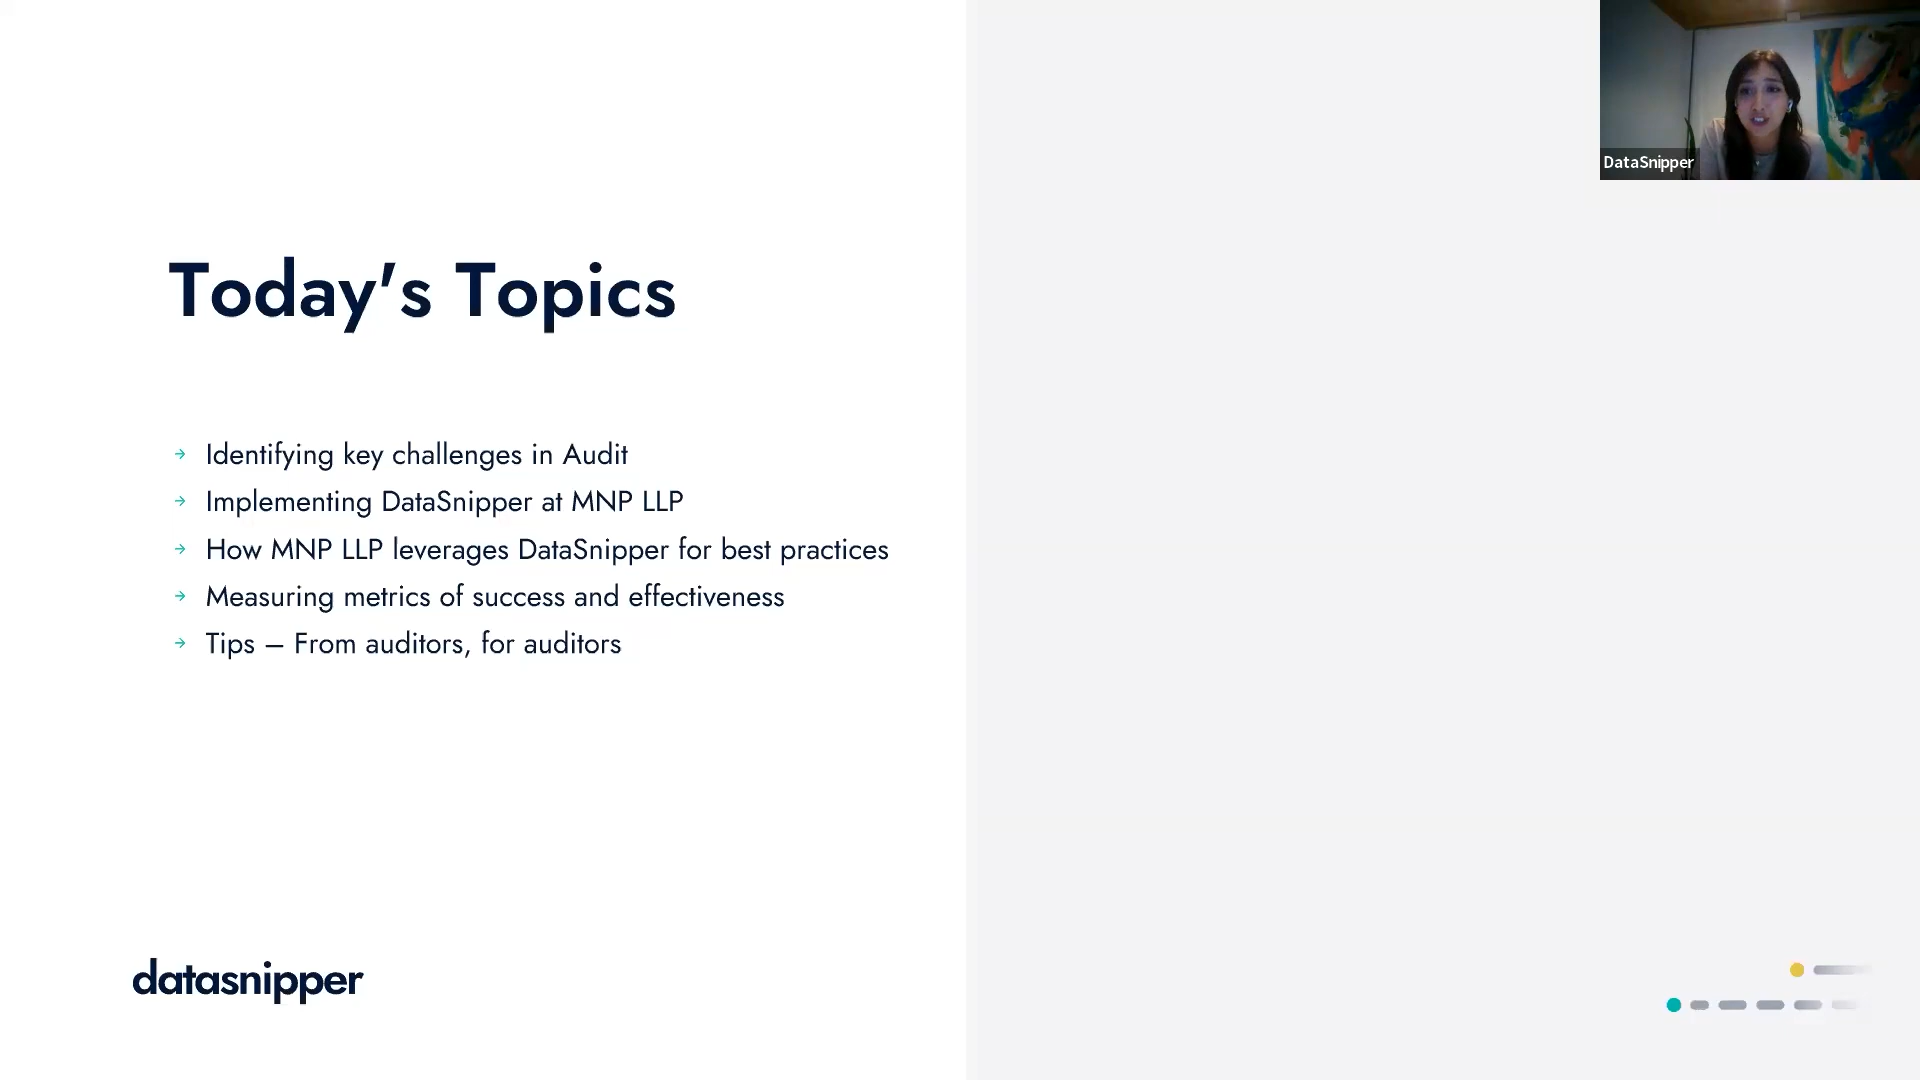 DataSnipper
Today's Topics
Identifying key challenges in Audit
Implementing DataSnipper at MNP LLP
How MNP LLP leverages DataSnipper for best practices
Measuring metrics of success and effectiveness
Tips – From auditors, for auditors
datasnipper